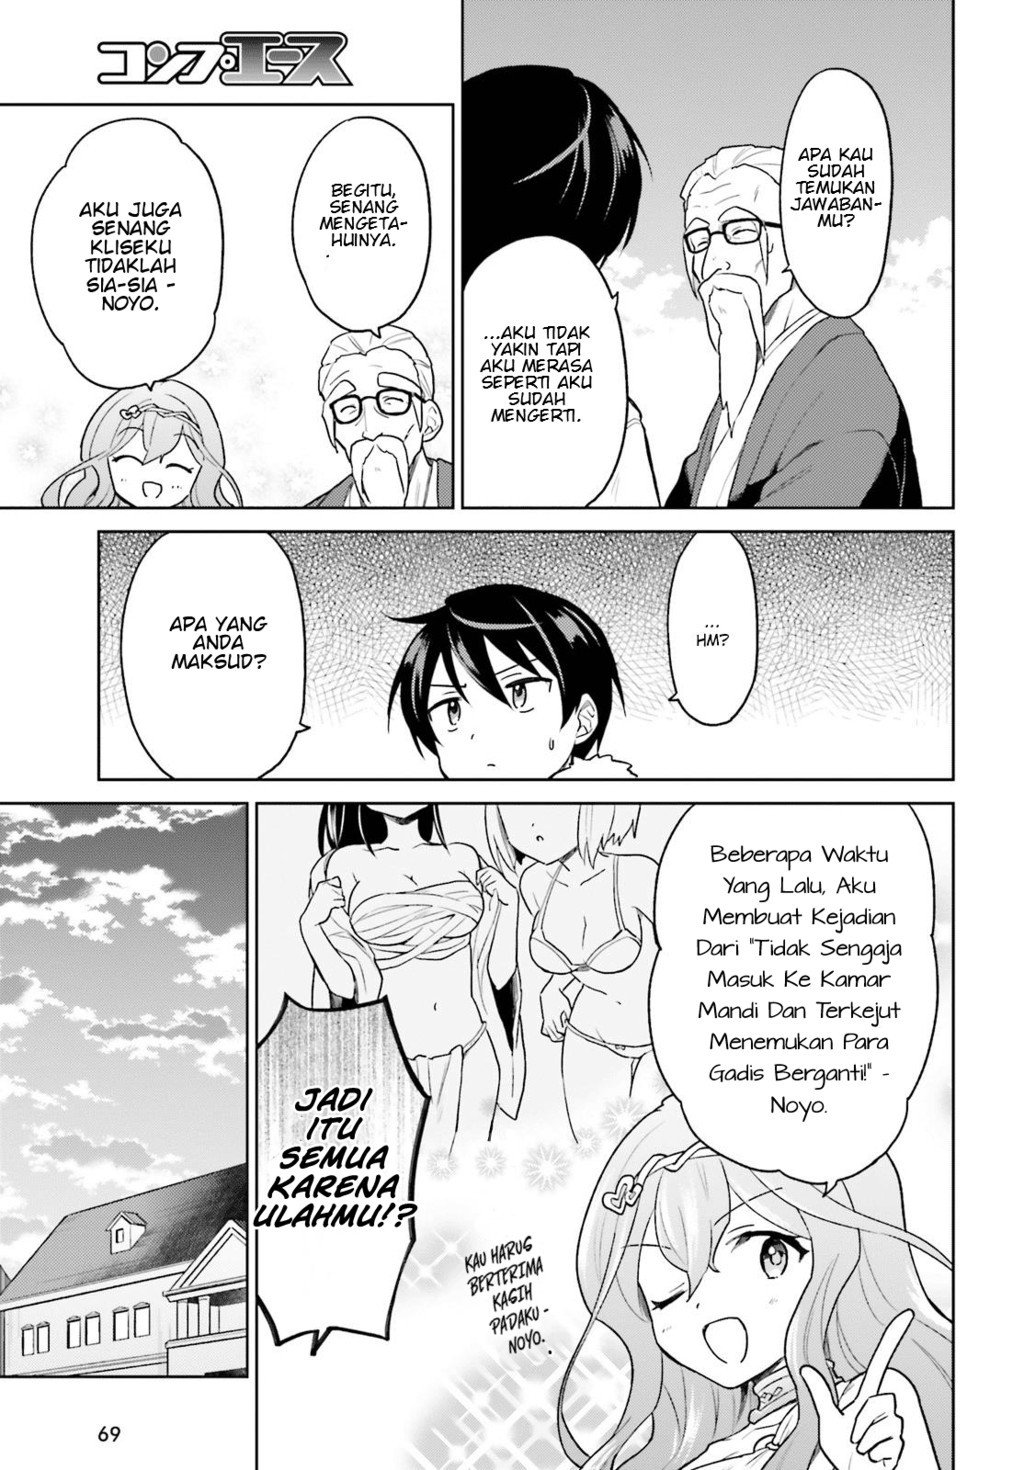 コンプエース
APA KAU
SUDAH
TEMUKAN
JAWABAN-
MU?
...AKU TIDAK
YAKIN TAPI
AKU MERASA
SEPERTI AKU
SUDAH
MENGERTI.
BEGITU,
SENANG
MENGETA-
HUINYA.
AKU JUGA
SENANG
KLISEKU
TIDAKLAH
SIA-SIA -
NOYO.
...
HM?
APA YANG
ANDA
MAKSUD?
Beberapa Waktu
Yang Lalu, Aku
Membuat Kejadian
Dari "Tidak Sengaja
Masuk Ke Kamar
Mandi Dan Terkejut
Menemukan Para
Gadis Berganti!" -
Noyo.
JADI
ITU
SEMUA
KARENA
ULAHMU!?
KAU HARUS
BERTERIMA
KASIH
PADAKU -
NOYO.
69